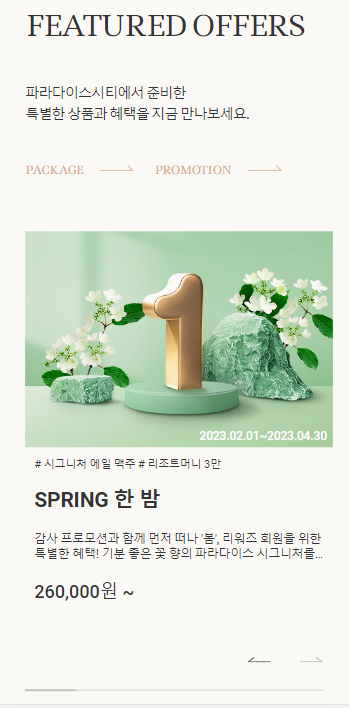 FEATURED OFFERS
파라다이스시티에서 준비한
특별한 상품과 혜택을 지금 만나보세요.
PACKAGE PROMOTION
1
2023.02.01~2023.04.30
# 시그니처 에일 맥주 # 리조트머니 3만
SPRING 한 밤
감사 프로모션과 함께 먼저 떠나 '봄', 리워즈 회원을 위한
특별한 혜택! 기분 좋은 꽃 향의 파라다이스 시그니처를...
260,000원 ~